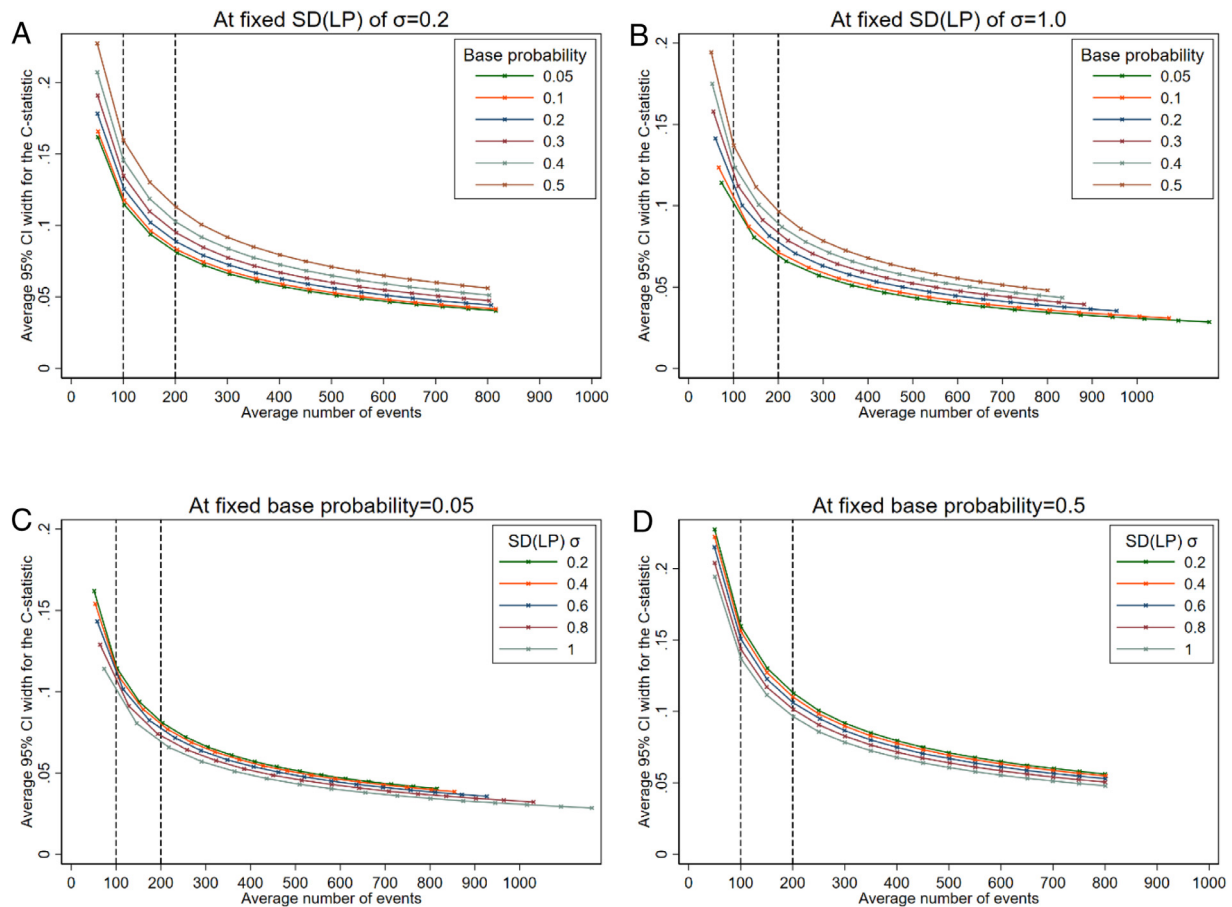 A
At fixed SD(LP) of σ=0.2
Average 95% CI width for the C-statistic
.2
.15
.1
.05
0
Base probability
0.05
0.1
0.2
0.3
0.4
0.5
0 100 200 300 400 500 600 700 800 900 1000
Average number of events
B
At fixed SD(LP) of σ=1.0
Average 95% CI width for the C-statistic
.2
.15
.1
.05
0
Base probability
0.05
0.1
0.2
0.3
0.4
0.5
0 100 200 300 400 500 600 700 800 900 1000
Average number of events
C
At fixed base probability=0.05
Average 95% CI width for the C-statistic
.2
.15
.1
.05
0
SD(LP) σ
0.2
0.4
0.6
0.8
1
0 100 200 300 400 500 600 700 800 900 1000
Average number of events
D
At fixed base probability=0.5
Average 95% CI width for the C-statistic
.2
.15
.1
.05
0
SD(LP) σ
0.2
0.4
0.6
0.8
1
0 100 200 300 400 500 600 700 800 900 1000
Average number of events